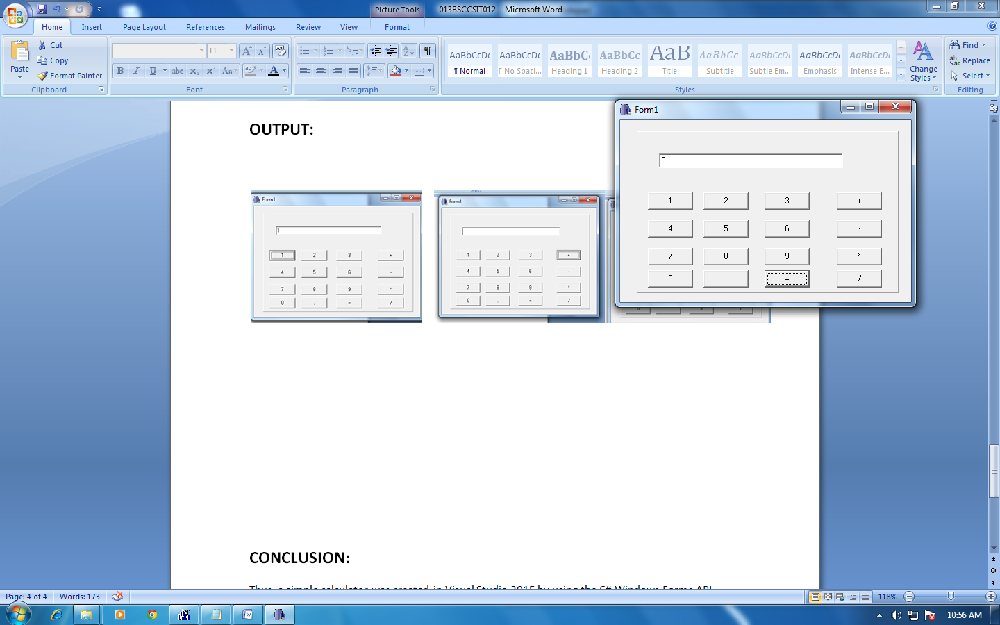 Picture Tools
013BSCCSIT012 - Microsoft Word
Home Insert Page Layout References Mailings Review View Format
Paste
Cut
Copy
Format Painter
Clipboard
11
B I U abc x₂ x² Aa
A A
Font
Paragraph
AaBbCcDc AaBbCcDc AaBbCc AaBbCc AaB AaBbCc. AaBbCcDc AaBbCcDc AaBbCcDc
¶ Normal ¶ No Spaci... Heading 1 Heading 2 Title Subtitle Subtle Em... Emphasis Intense E...
Styles
Change Styles
Find
Replace
Select
Editing
OUTPUT:
Form1
1
1 2 3 +
4 5 6 -
7 8 9 *
0 . = /
Form1
1 2 3 +
4 5 6 -
7 8 9 *
0 . = /
Form1
3
1 2 3 +
4 5 6 -
7 8 9 *
0 . = /
CONCLUSION:
Thus, a simple calculator was created in Visual Studio 2015 by using the C# Windows Forms API
Page: 4 of 4 Words: 173
118%
10:56 AM